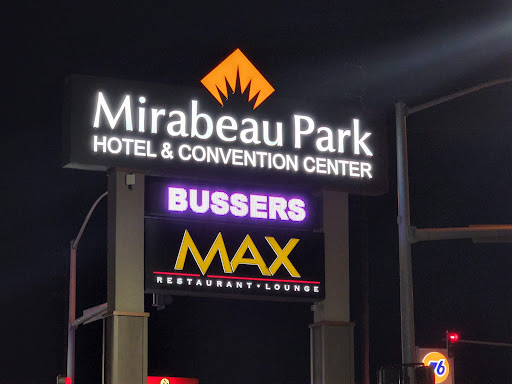 Mirabeau Park
HOTEL & CONVENTION CENTER
BUSSERS
MAX
RESTAURANT • LOUNGE
76